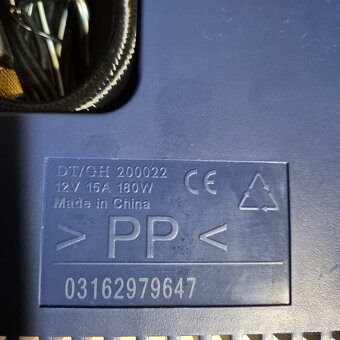 DT/GH 200022
12V 15A 180W
Made in China
CE
> PP <
03162979647